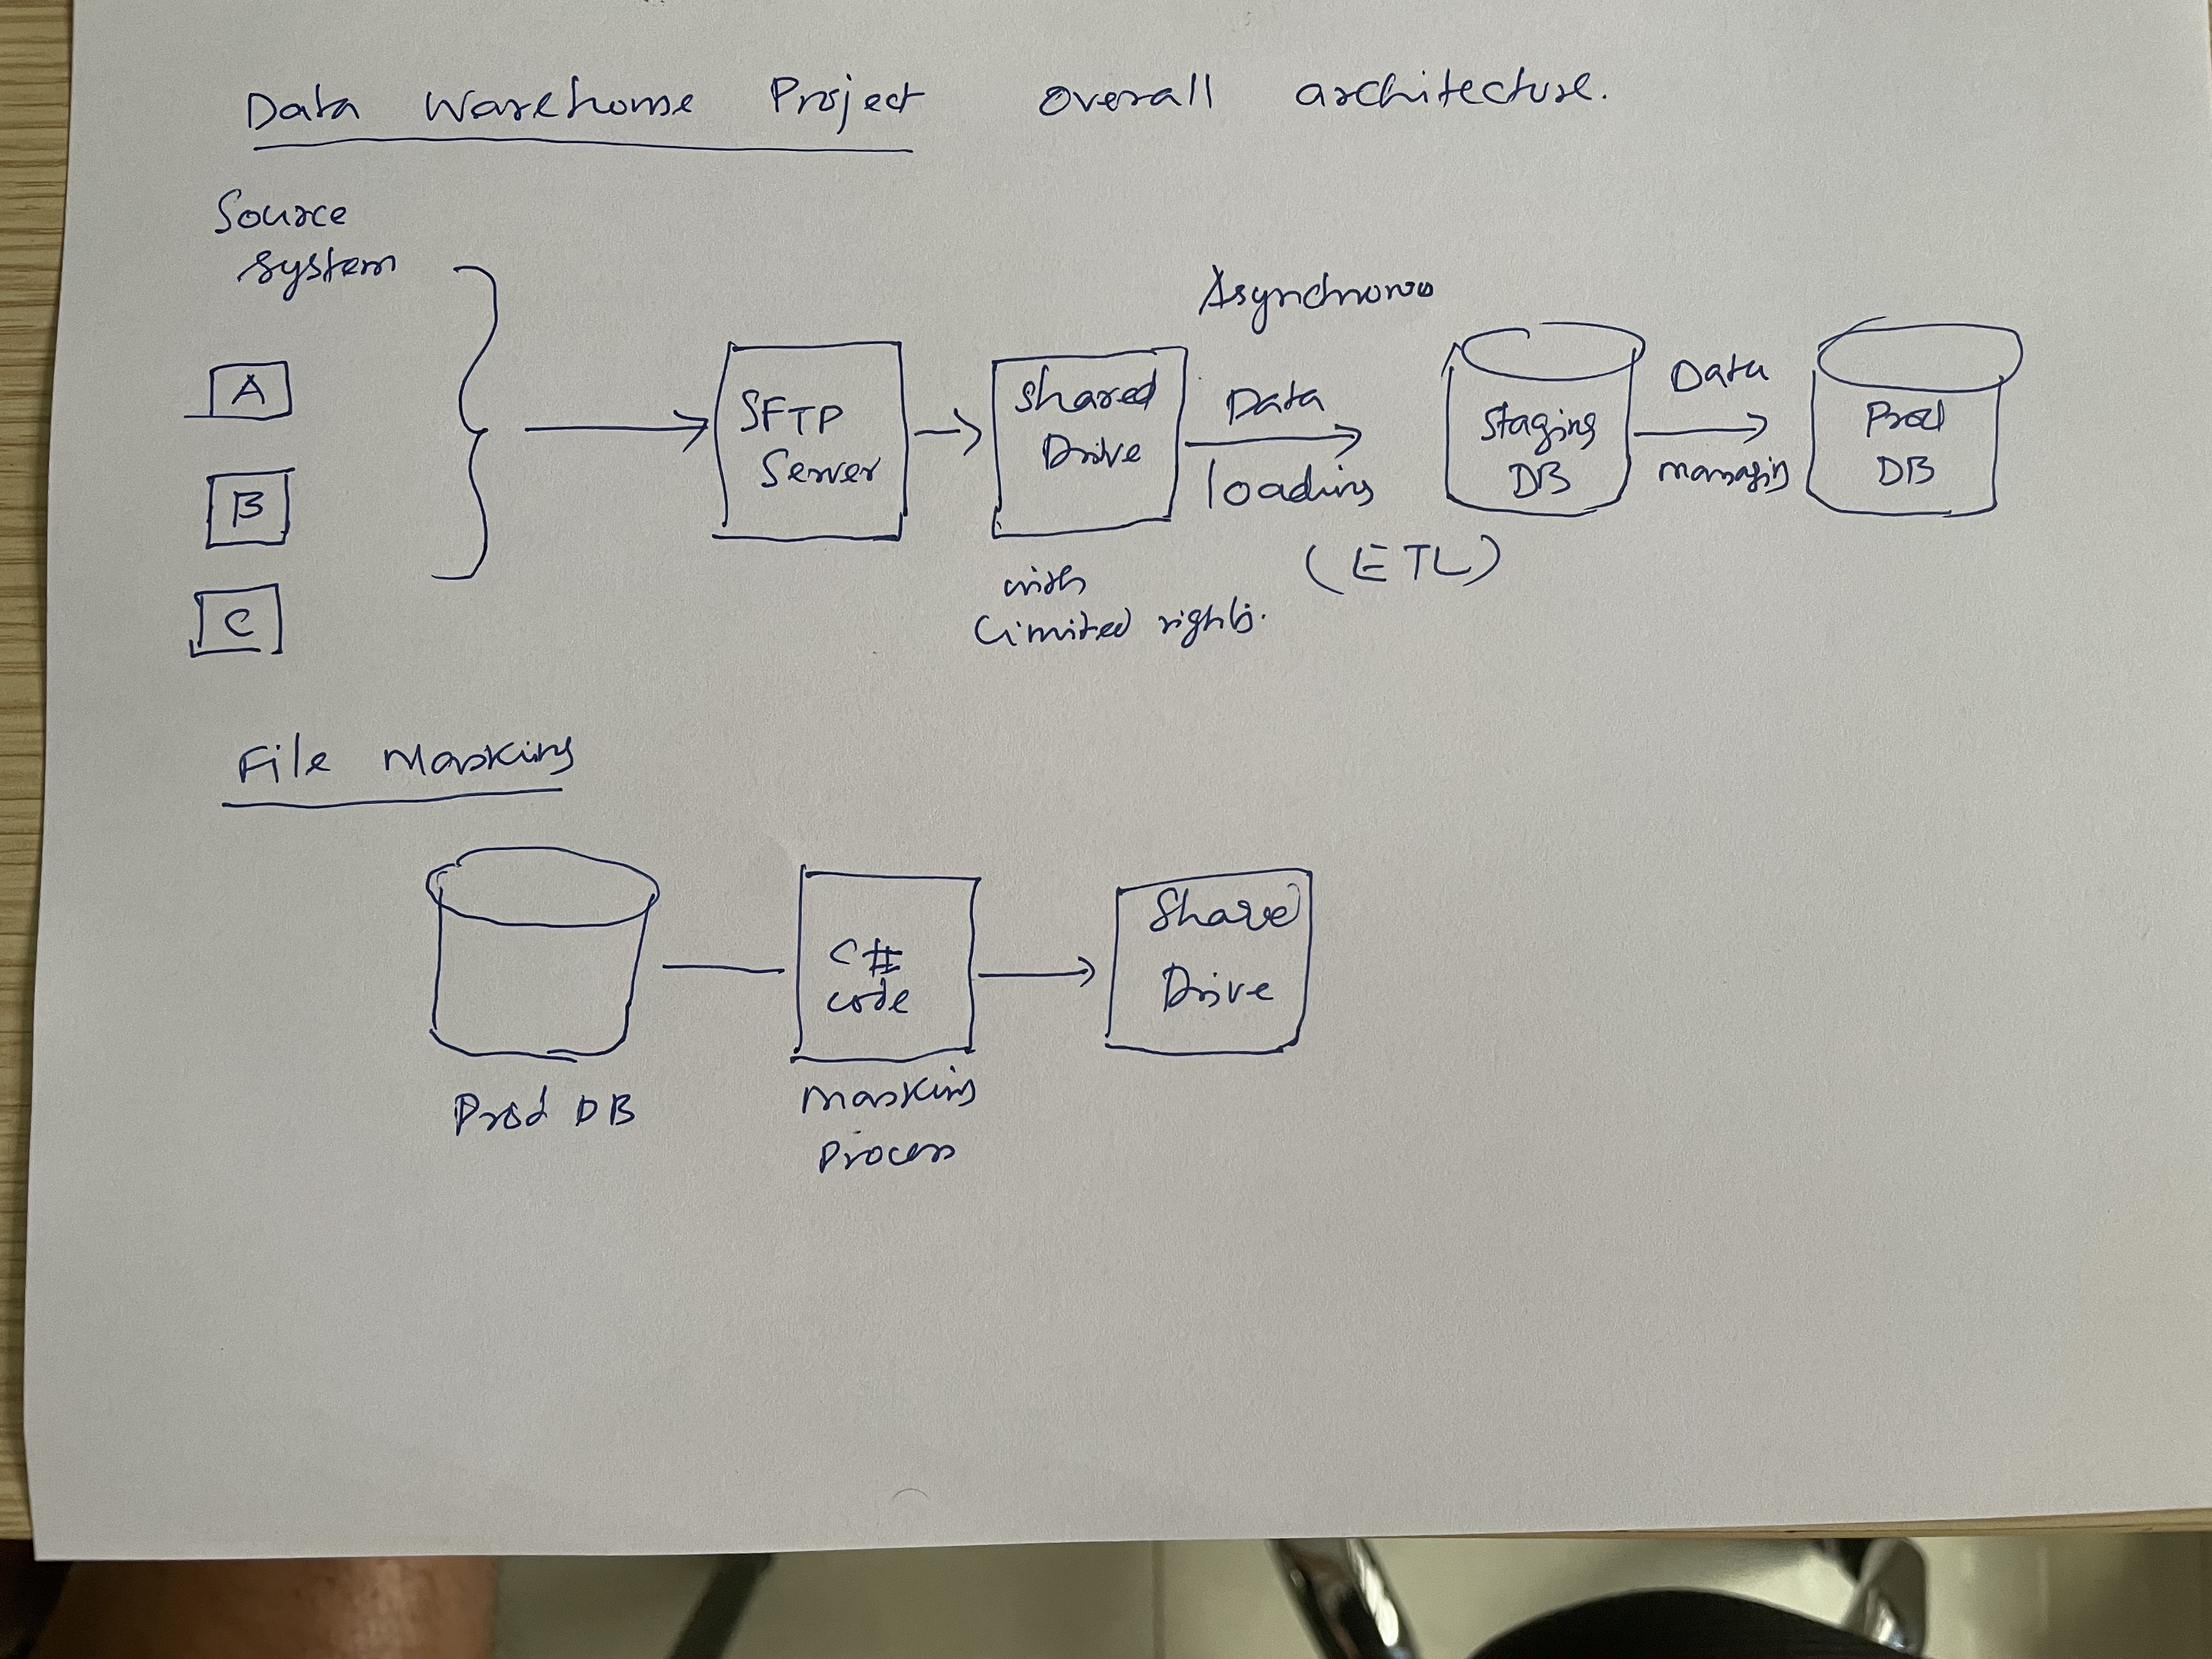 Data Warehouse Project overall architecture.
Source
System
A
B
C
SFTP
Server
Shared
Drive
with
Limited rights.
Asynchronous
Data
loading
(ETL)
Staging
DB
Data
Prod
DB
File Masking
Prod DB
C#
code
Masking
Process
Share
Drive